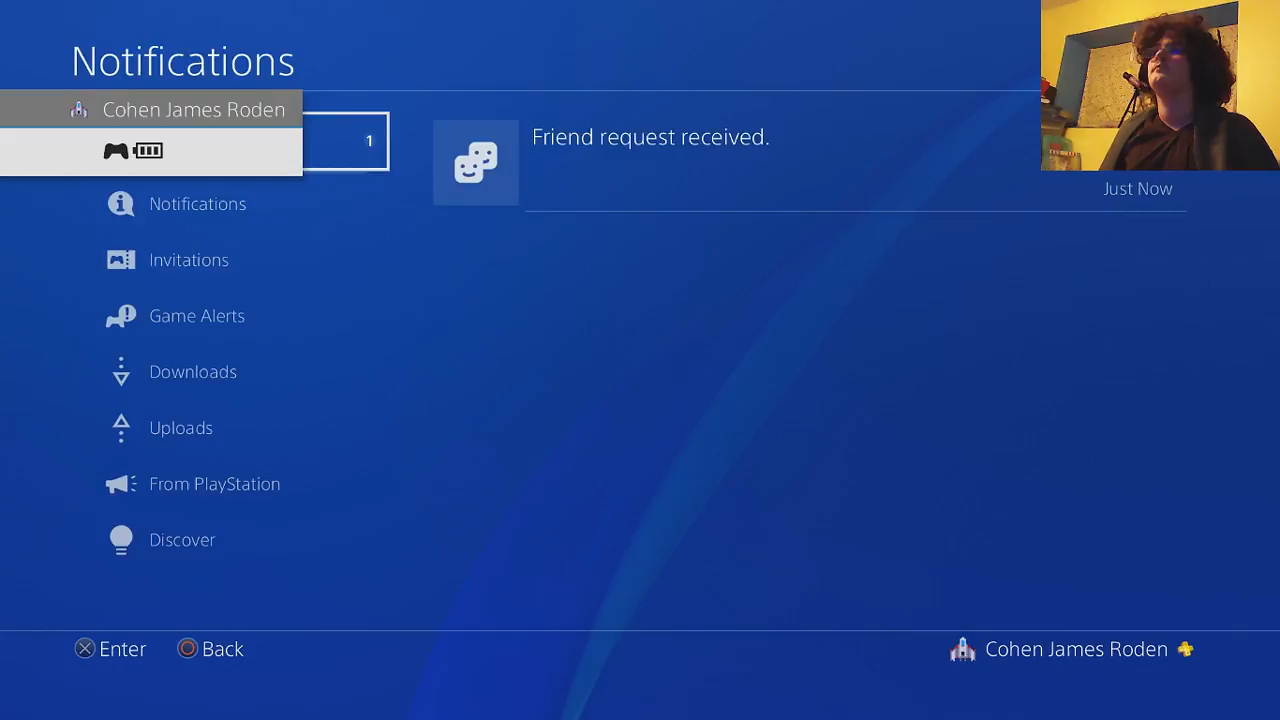 Notifications
Cohen James Roden
1
Friend request received.
Just Now
Notifications
Invitations
Game Alerts
Downloads
Uploads
From PlayStation
Discover
Enter
Back
Cohen James Roden